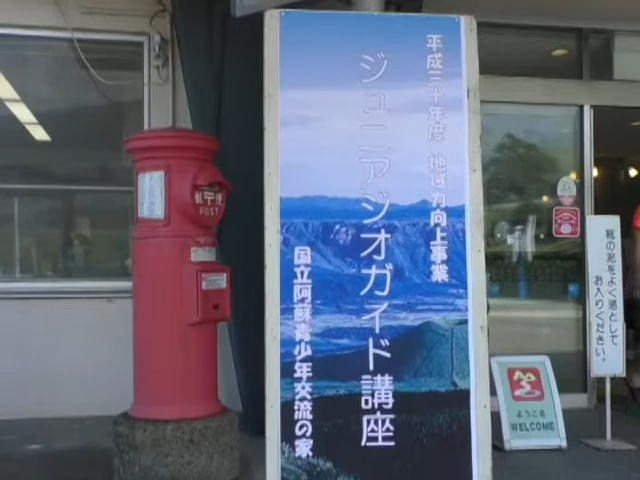 平成三十年度 地域力向上事業
ジュニアジオガイド講座
国立阿蘇青少年交流の家
郵便
POST
靴の泥をよく落として
お入りください。
ようこそ
WELCOME